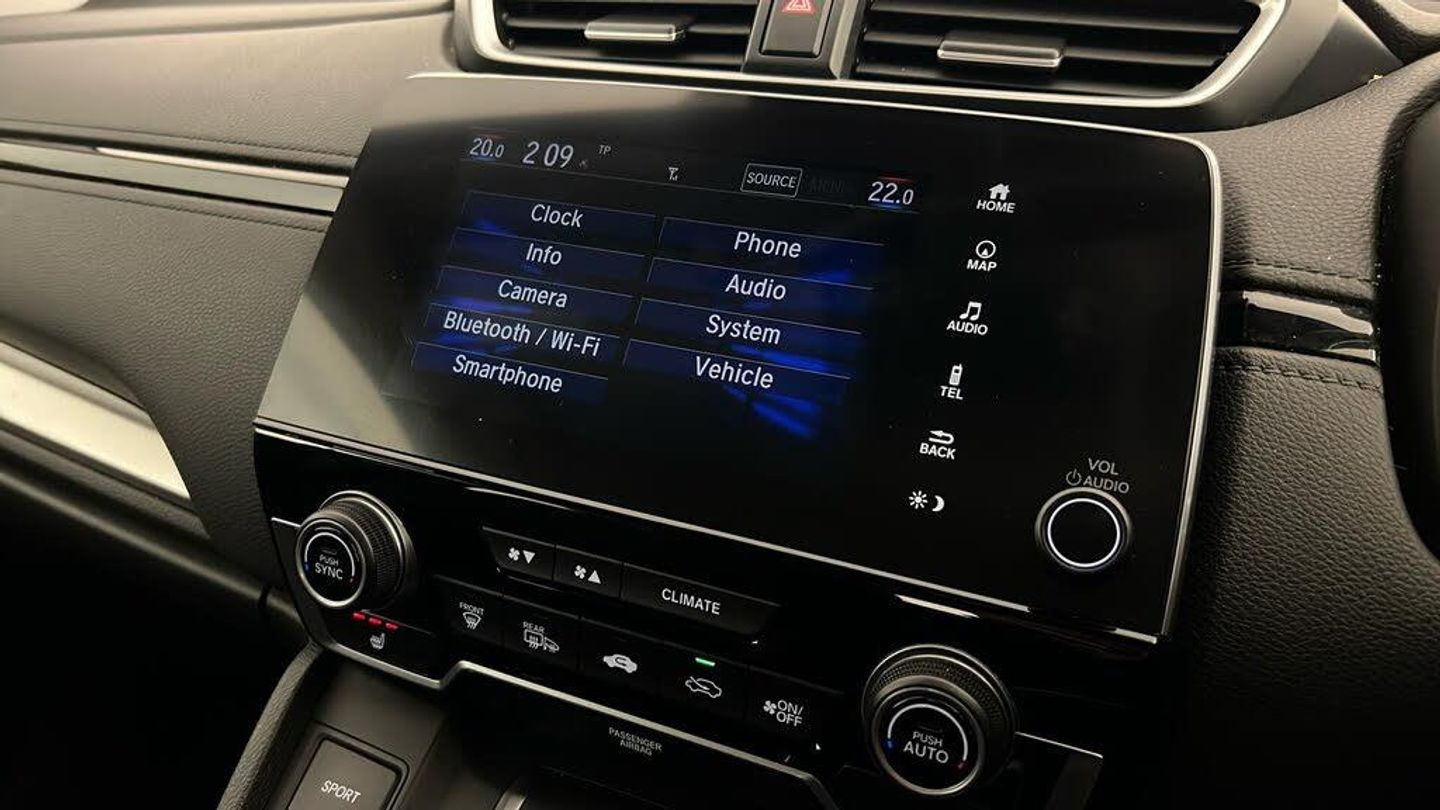 20.0 2 09 TP SOURCE MENU 22.0
Clock
Phone
Info
Audio
Camera
System
Bluetooth / Wi-Fi
Vehicle
Smartphone
HOME
MAP
AUDIO
TEL
BACK
VOL
AUDIO
PUSH
SYNC
CLIMATE
FRONT
REAR
ON/
OFF
PUSH
AUTO
PASSENGER
AIRBAG
SPORT